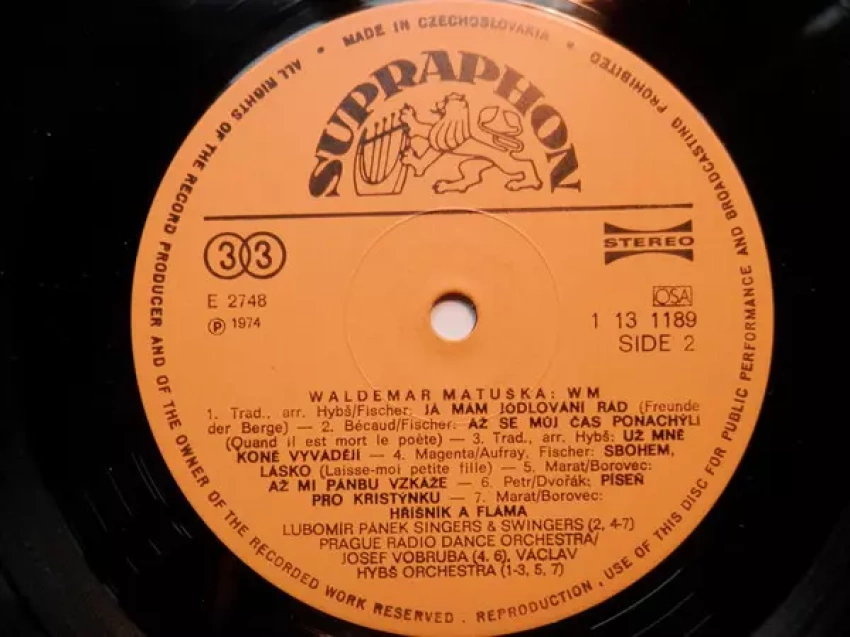 ALL RIGHTS OF THE RECORD PRODUCER AND OF THE OWNER OF THE RECORDED WORK RESERVED . REPRODUCTION , USE OF THIS DISC FOR PUBLIC PERFORMANCE AND BROADCASTING PROHIBITED
• MADE IN CZECHOSLOVAKIA •
SUPRAPHON
33
STEREO
E 2748
OSA
Ⓟ 1974
1 13 1189
SIDE 2
WALDEMAR MATUŠKA: WM
1. Trad., arr. Hybš/Fischer: JÁ MÁM JÓDLOVÁNÍ RÁD (Freunde
der Berge) — 2. Bécaud/Fischer: AŽ SE MŮJ ČAS PONACHÝLÍ
(Quand il est mort le poète) — 3. Trad., arr. Hybš: UŽ MNĚ
KONĚ VYVÁDĚJÍ — 4. Magenta/Aufray, Fischer: SBOHEM,
LÁSKO (Laisse-moi petite fille) — 5. Marat/Borovec:
AŽ MI PÁNBU VZKÁŽE — 6. Petr/Dvořák: PÍSEŇ
PRO KRISTÝNKU — 7. Marat/Borovec:
HŘÍŠNÍK A FLÁMA
LUBOMÍR PÁNEK SINGERS & SWINGERS (2, 4-7)
PRAGUE RADIO DANCE ORCHESTRA/
JOSEF VOBRUBA (4, 6), VÁCLAV
HYBŠ ORCHESTRA (1-3, 5, 7)